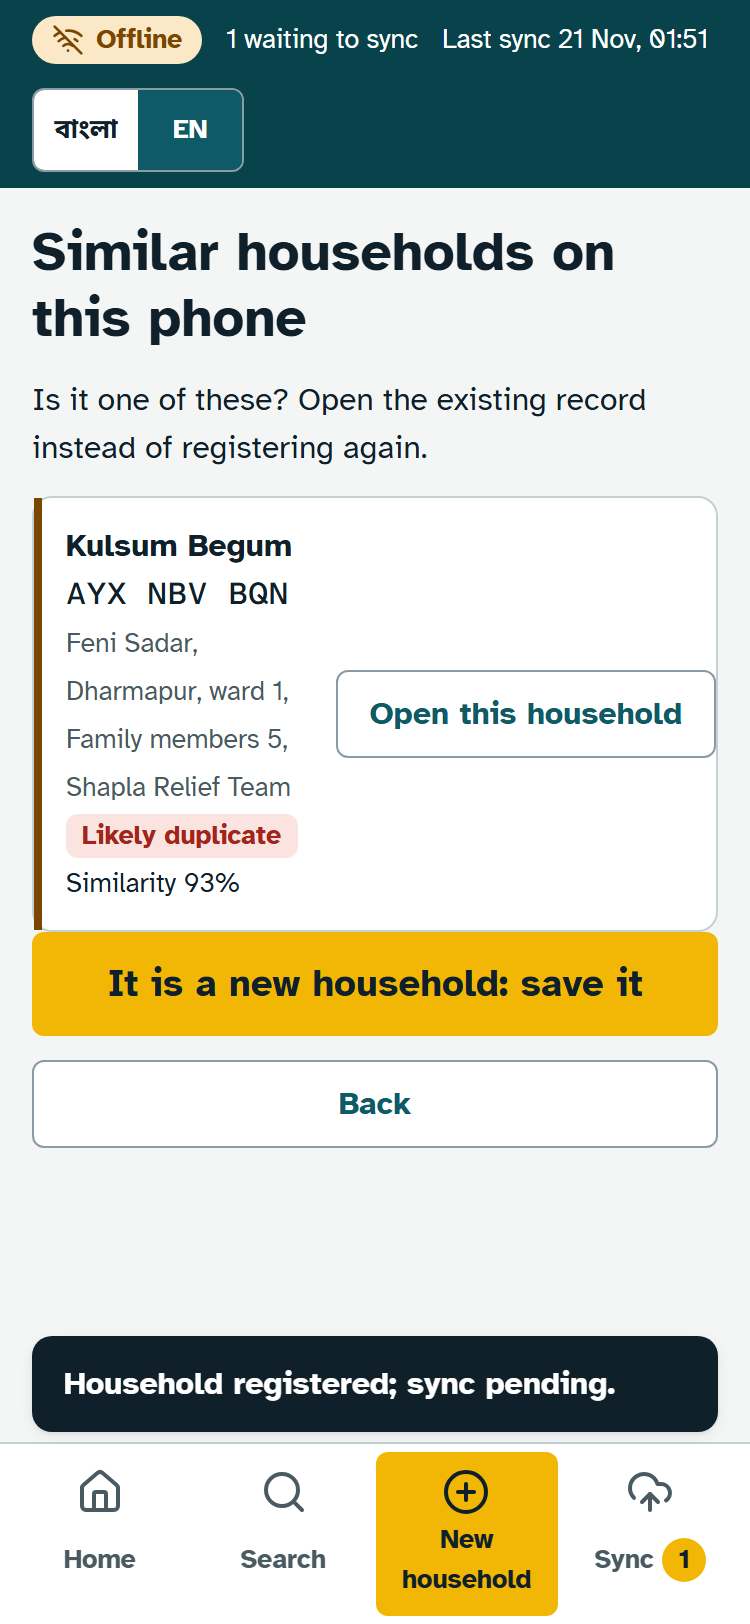 Offline 1 waiting to sync Last sync 21 Nov, 01:51
বাংলা EN
Similar households on
this phone
Is it one of these? Open the existing record
instead of registering again.
Kulsum Begum
AYX NBV BQN
Feni Sadar,
Dharmapur, ward 1,
Family members 5,
Shapla Relief Team
Likely duplicate
Similarity 93%
Open this household
It is a new household: save it
Back
Household registered; sync pending.
Home
Search
New
household
Sync 1